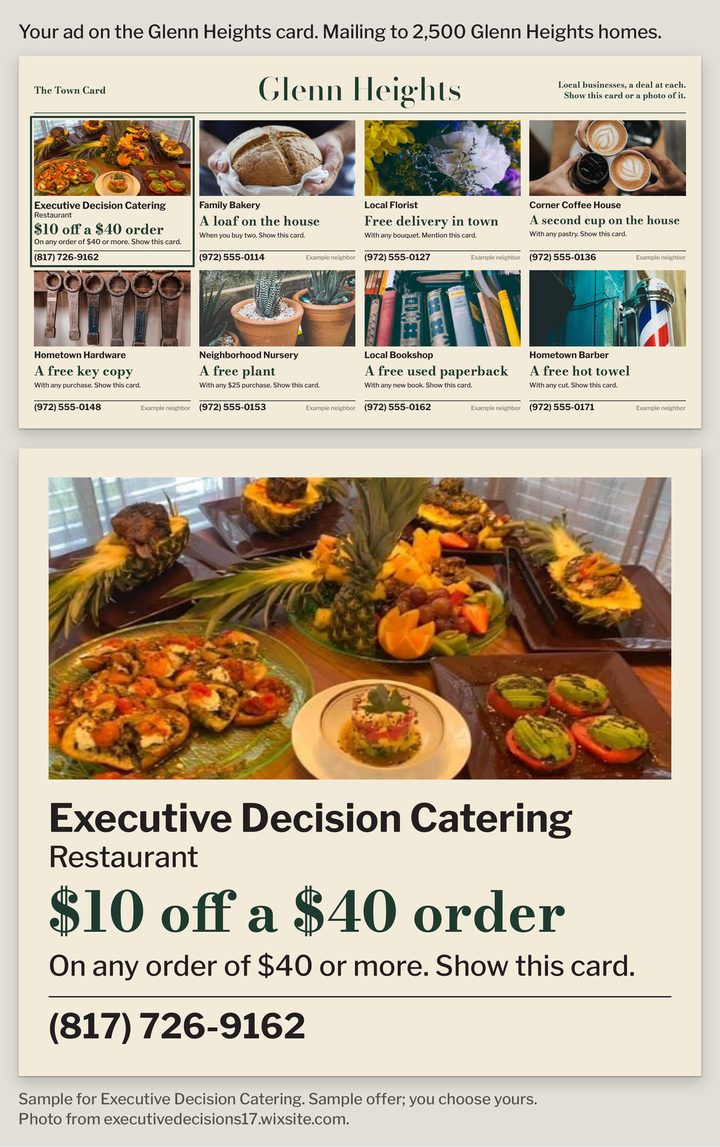 Your ad on the Glenn Heights card. Mailing to 2,500 Glenn Heights homes.
The Town Card
Glenn Heights
Local businesses, a deal at each.
Show this card or a photo of it.
Executive Decision Catering
Restaurant
$10 off a $40 order
On any order of $40 or more. Show this card.
(817) 726-9162
Family Bakery
A loaf on the house
When you buy two. Show this card.
(972) 555-0114
Example neighbor
Local Florist
Free delivery in town
With any bouquet. Mention this card.
(972) 555-0127
Example neighbor
Corner Coffee House
A second cup on the house
With any pastry. Show this card.
(972) 555-0136
Example neighbor
Hometown Hardware
A free key copy
With any purchase. Show this card.
(972) 555-0148
Example neighbor
Neighborhood Nursery
A free plant
With any $25 purchase. Show this card.
(972) 555-0153
Example neighbor
Local Bookshop
A free used paperback
With any new book. Show this card.
(972) 555-0162
Example neighbor
Hometown Barber
A free hot towel
With any cut. Show this card.
(972) 555-0171
Example neighbor
Executive Decision Catering
Restaurant
$10 off a $40 order
On any order of $40 or more. Show this card.
(817) 726-9162
Sample for Executive Decision Catering. Sample offer; you choose yours.
Photo from executivedecisions17.wixsite.com.